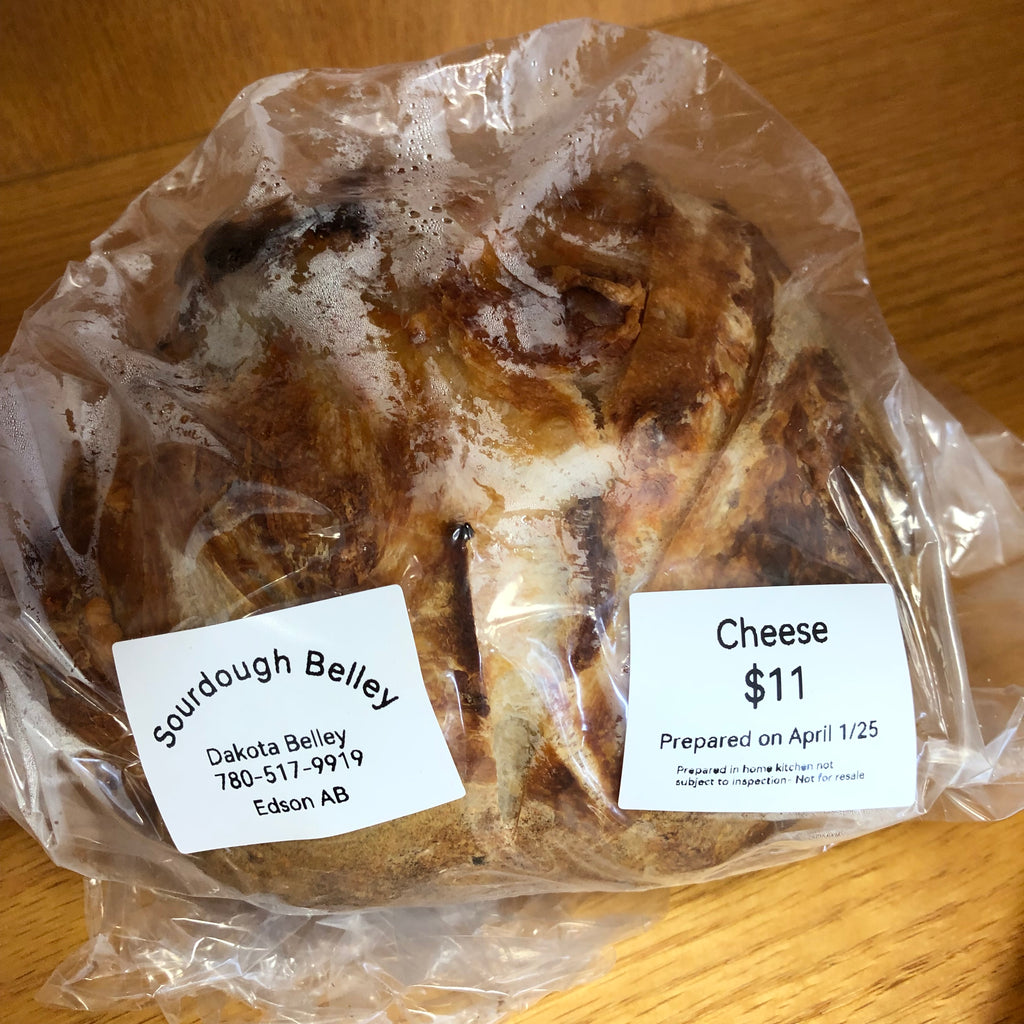 Sourdough Belley
Dakota Belley
780-517-9919
Edson AB
Cheese
$11
Prepared on April 1/25
Prepared in home kitchen not
subject to inspection- Not for resale